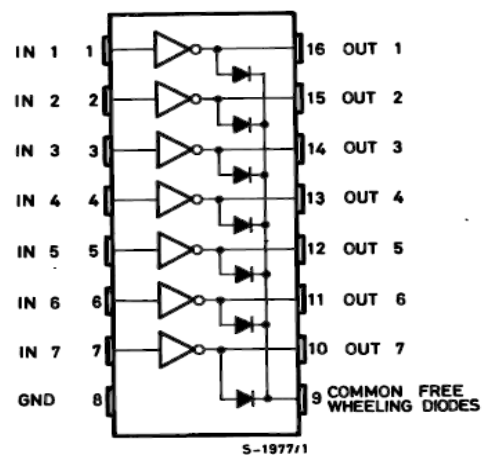 IN 1 1 16 OUT 1
IN 2 2 15 OUT 2
IN 3 3 14 OUT 3
IN 4 4 13 OUT 4
IN 5 5 12 OUT 5
IN 6 6 11 OUT 6
IN 7 7 10 OUT 7
GND 8 9 COMMON FREE
WHEELING DIODES
S-1977/1